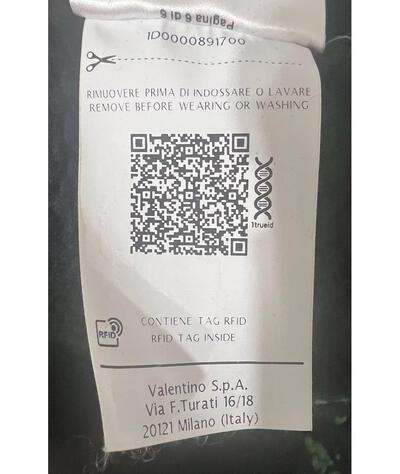 Pagina 6 di 6
ID0000891700
RIMUOVERE PRIMA DI INDOSSARE O LAVARE
REMOVE BEFORE WEARING OR WASHING
1trueid
CONTIENE TAG RFID
RFID TAG INSIDE
RFID
Valentino S.p.A.
Via F.Turati 16/18
20121 Milano (Italy)